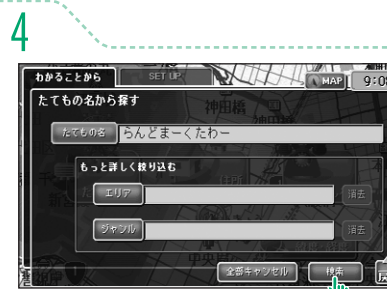 4
わかることから SET UP MAP 9:08
たてもの名から探す
神田橋
たてもの名 らんどまーくたわー
もっと詳しく絞り込む
エリア 消去
ジャンル 消去
全部キャンセル 検索 戻